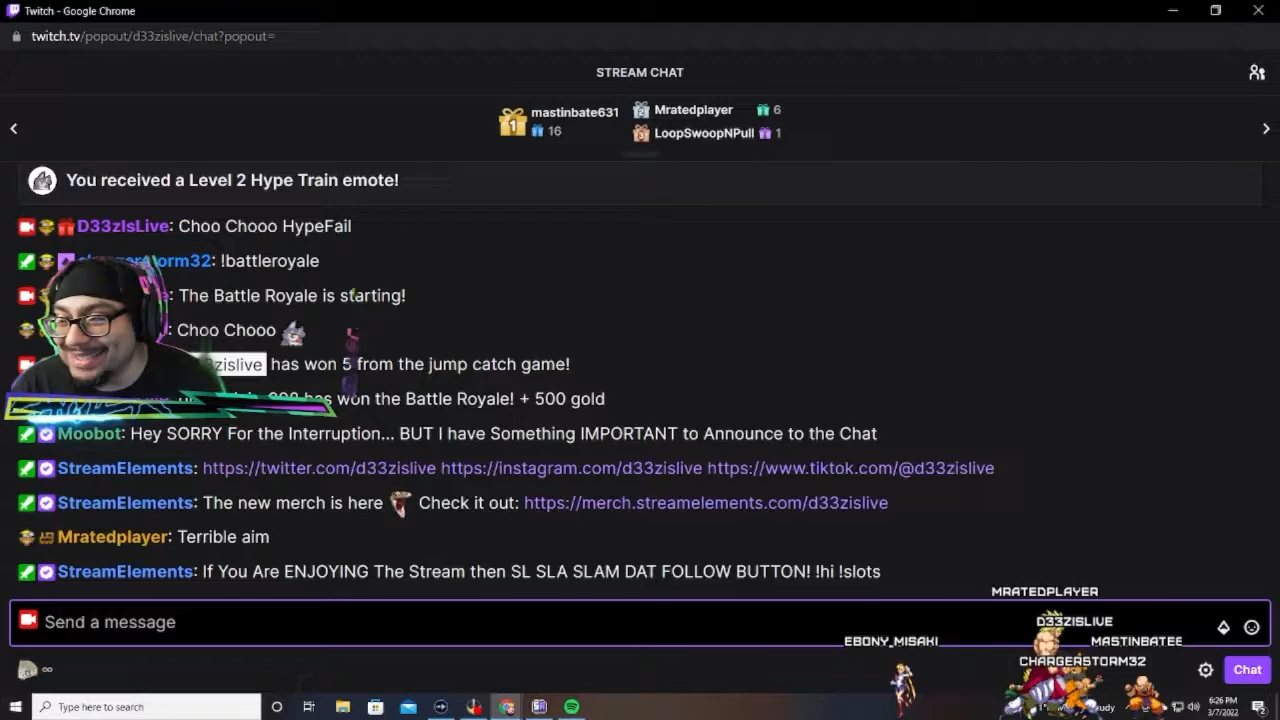 Twitch - Google Chrome
twitch.tv/popout/d33zislive/chat?popout=
STREAM CHAT
1 mastinbate631 16
2 Mratedplayer 6
3 LoopSwoopNPull 1
You received a Level 2 Hype Train emote!
D33zIsLive: Choo Chooo HypeFail
storm32: !battleroyale
: The Battle Royale is starting!
: Choo Chooo
zislive has won 5 from the jump catch game!
has won the Battle Royale! + 500 gold
Moobot: Hey SORRY For the Interruption... BUT I have Something IMPORTANT to Announce to the Chat
StreamElements: https://twitter.com/d33zislive https://instagram.com/d33zislive https://www.tiktok.com/@d33zislive
StreamElements: The new merch is here Check it out: https://merch.streamelements.com/d33zislive
Mratedplayer: Terrible aim
StreamElements: If You Are ENJOYING The Stream then SL SLA SLAM DAT FOLLOW BUTTON! !hi !slots
MRATEDPLAYER
Send a message
D33ZISLIVE
EBONY_MISAKI
MASTINBATEE
CHARGERSTORM32
∞
Chat
Type here to search
6:26 PM
3/7/2022
2